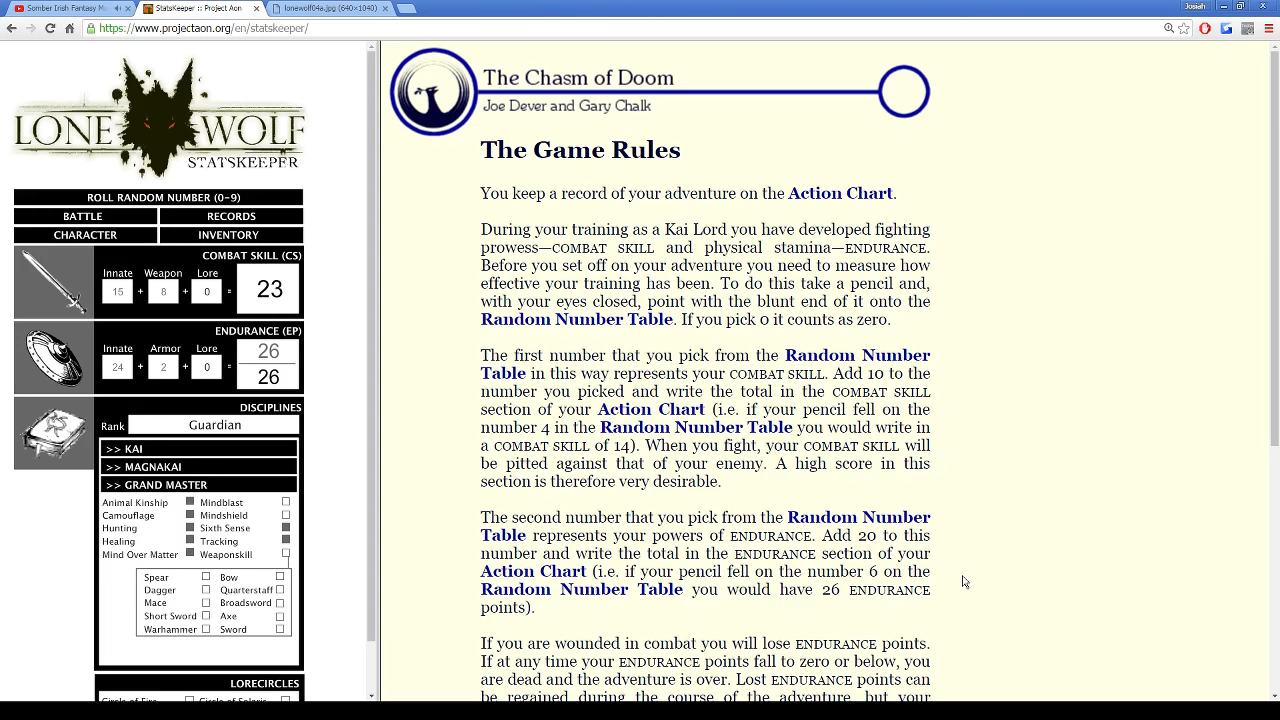 Somber Irish Fantasy Mu
StatsKeeper :: Project Aon
lonewolf04a.jpg (640×1040)
Josiah
https://www.projectaon.org/en/statskeeper/
LONE WOLF
STATSKEEPER
ROLL RANDOM NUMBER (0-9)
BATTLE RECORDS
CHARACTER INVENTORY
COMBAT SKILL (CS)
Innate Weapon Lore
15 + 8 + 0 = 23
ENDURANCE (EP)
Innate Armor Lore
26
24 + 2 + 0 =
26
DISCIPLINES
Rank Guardian
>> KAI
>> MAGNAKAI
>> GRAND MASTER
Animal Kinship Mindblast
Camouflage Mindshield
Hunting Sixth Sense
Healing Tracking
Mind Over Matter Weaponskill
Spear Bow
Dagger Quarterstaff
Mace Broadsword
Short Sword Axe
Warhammer Sword
LORECIRCLES
Circle of Fire Circle of Solaris
The Chasm of Doom
Joe Dever and Gary Chalk
The Game Rules
You keep a record of your adventure on the Action Chart.
During your training as a Kai Lord you have developed fighting
prowess—COMBAT SKILL and physical stamina—ENDURANCE.
Before you set off on your adventure you need to measure how
effective your training has been. To do this take a pencil and,
with your eyes closed, point with the blunt end of it onto the
Random Number Table. If you pick 0 it counts as zero.
The first number that you pick from the Random Number
Table in this way represents your COMBAT SKILL. Add 10 to the
number you picked and write the total in the COMBAT SKILL
section of your Action Chart (i.e. if your pencil fell on the
number 4 in the Random Number Table you would write in
a COMBAT SKILL of 14). When you fight, your COMBAT SKILL will
be pitted against that of your enemy. A high score in this
section is therefore very desirable.
The second number that you pick from the Random Number
Table represents your powers of ENDURANCE. Add 20 to this
number and write the total in the ENDURANCE section of your
Action Chart (i.e. if your pencil fell on the number 6 on the
Random Number Table you would have 26 ENDURANCE
points).
If you are wounded in combat you will lose ENDURANCE points.
If at any time your ENDURANCE points fall to zero or below, you
are dead and the adventure is over. Lost ENDURANCE points can
be regained during the course of the adventure, but your